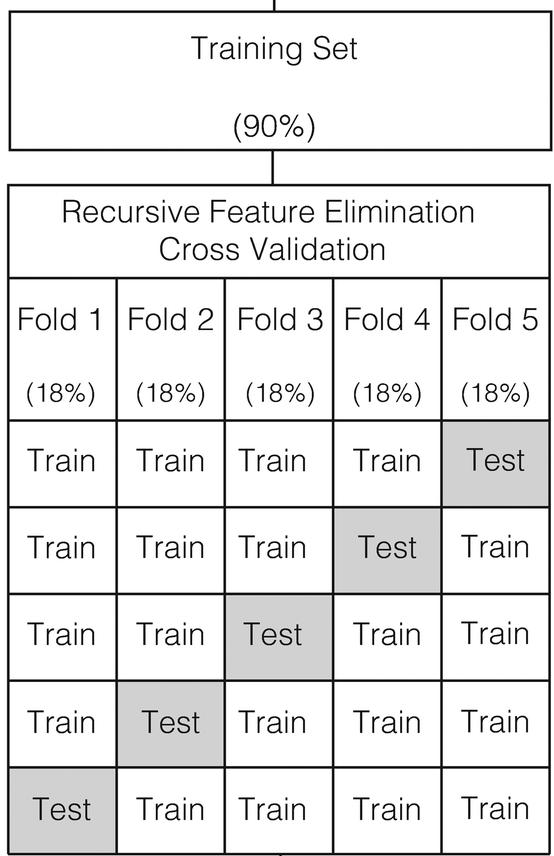 Training Set
(90%)
Recursive Feature Elimination
Cross Validation
Fold 1 Fold 2 Fold 3 Fold 4 Fold 5
(18%) (18%) (18%) (18%) (18%)
Train Train Train Train Test
Train Train Train Test Train
Train Train Test Train Train
Train Test Train Train Train
Test Train Train Train Train